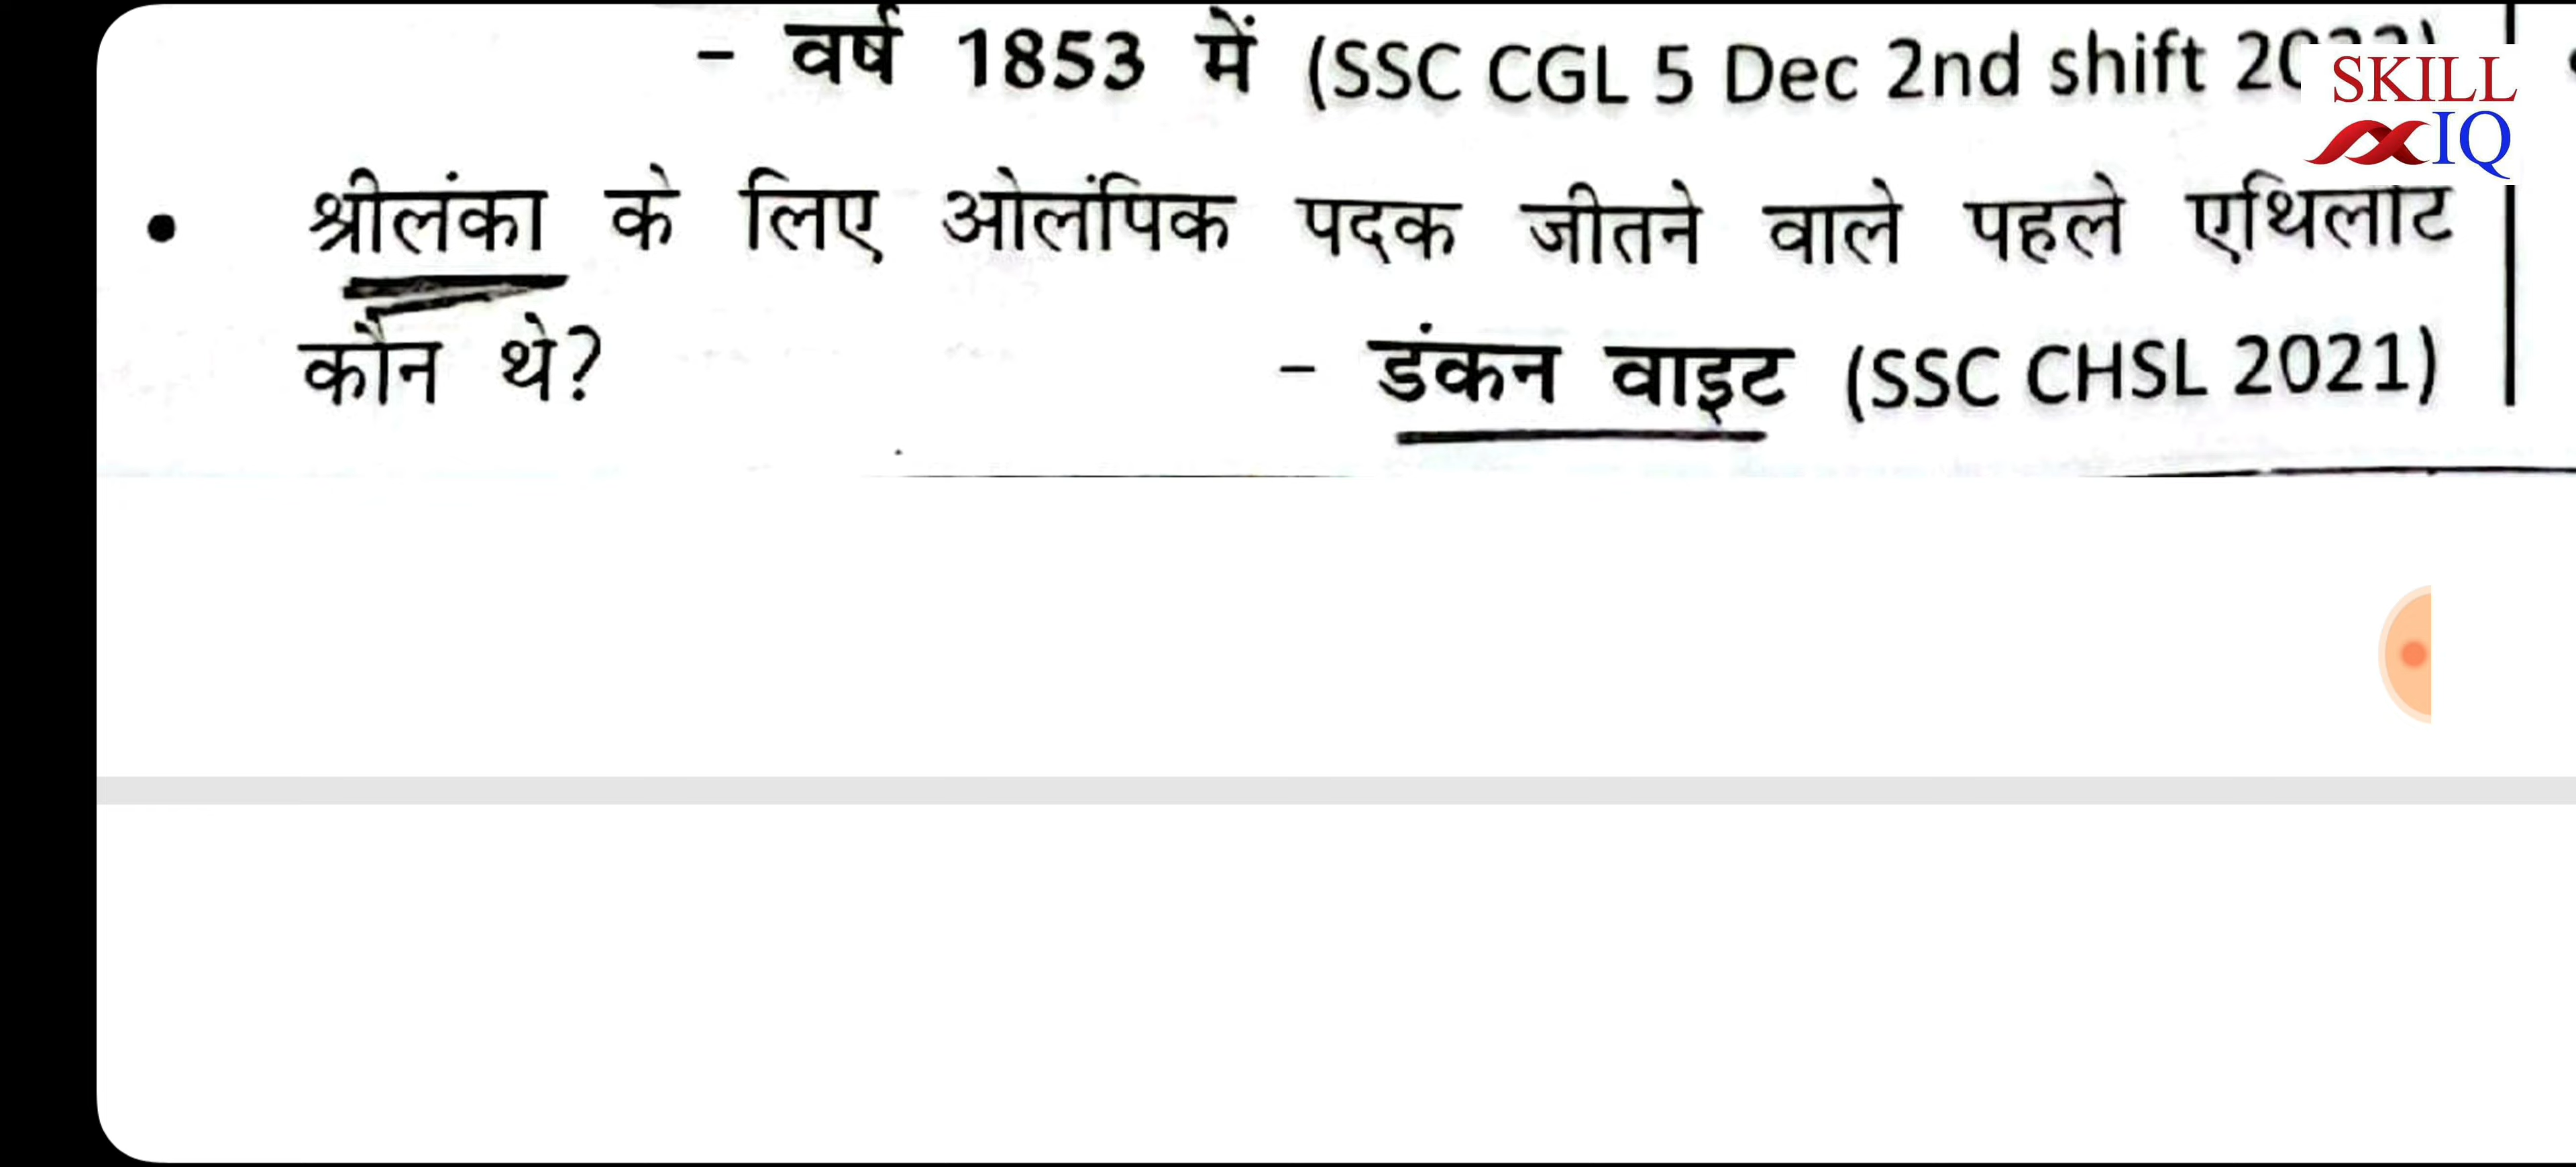 - वर्ष 1853 में (SSC CGL 5 Dec 2nd shift
SKILL
IQ
• श्रीलंका के लिए ओलंपिक पदक जीतने वाले पहले एथिलीट
कौन थे? - डंकन वाइट (SSC CHSL 2021)